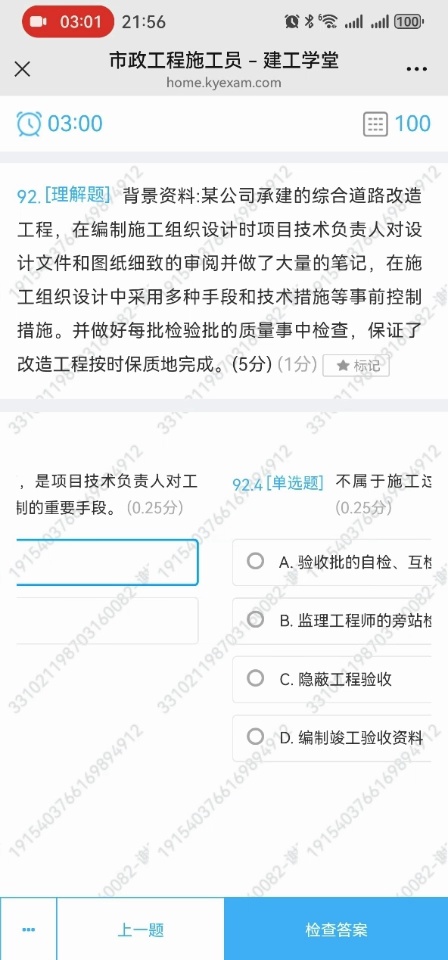 03:01 21:56 100
市政工程施工员 – 建工学堂
home.kyexam.com
03:00 100
92.[理解题] 背景资料:某公司承建的综合道路改造
工程，在编制施工组织设计时项目技术负责人对设
计文件和图纸细致的审阅并做了大量的笔记，在施
工组织设计中采用多种手段和技术措施等事前控制
措施。并做好每批检验批的质量事中检查，保证了
改造工程按时保质地完成。(5分) (1分) ★ 标记
，是项目技术负责人对工
制的重要手段。 (0.25分)
92.4 [单选题] 不属于施工过
(0.25分)
A. 验收批的自检、互检
B. 监理工程师的旁站检
C. 隐蔽工程验收
D. 编制竣工验收资料
上一题
检查答案